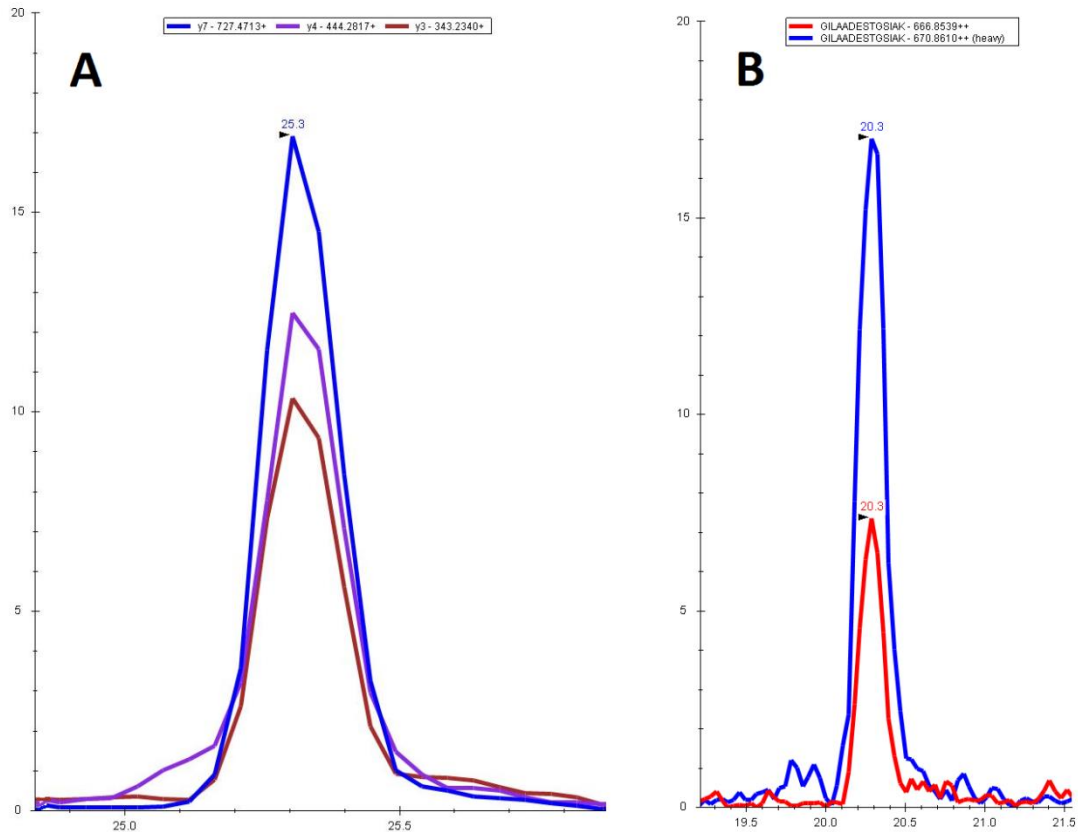 y7 - 727.4713+ y4 - 444.2817+ y3 - 343.2340+
A
25.3
20
15
10
5
0
25.0 25.5
GILAADESTGSIAK - 666.8539++
GILAADESTGSIAK - 670.8610++ (heavy)
B
20.3
20.3
20
15
10
5
0
19.5 20.0 20.5 21.0 21.5